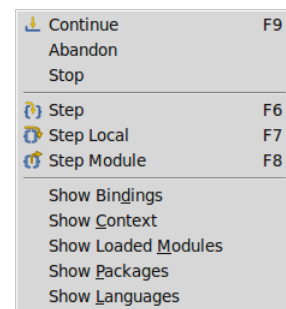 Continue F9
Abandon
Stop
Step F6
Step Local F7
Step Module F8
Show Bindings
Show Context
Show Loaded Modules
Show Packages
Show Languages